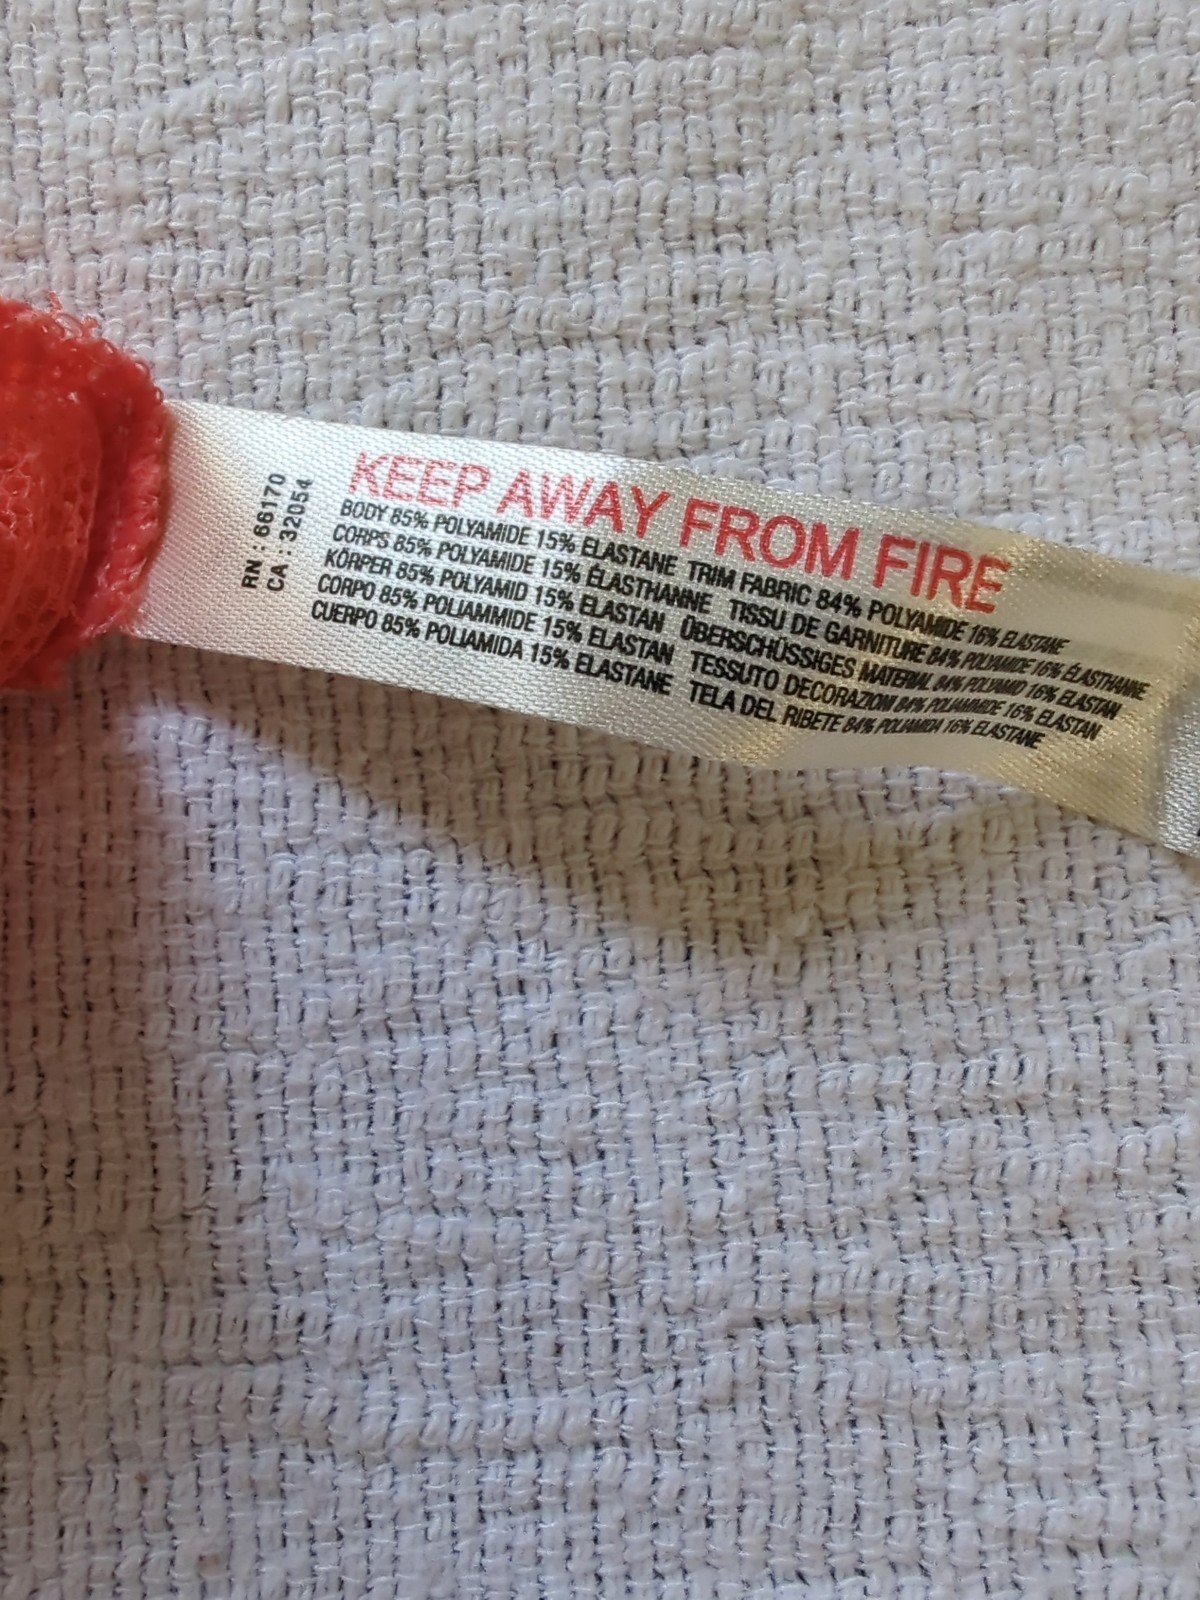 RN : 66170
CA : 32054
KEEP AWAY FROM FIRE
BODY 85% POLYAMIDE 15% ELASTANE TRIM FABRIC 84% POLYAMIDE 16% ELASTANE
CORPS 85% POLYAMIDE 15% ÉLASTHANNE TISSU DE GARNITURE 84% POLYAMIDE 16% ÉLASTHANNE
KÖRPER 85% POLYAMID 15% ELASTAN ÜBERSCHÜSSIGES MATERIAL 84% POLYAMID 16% ELASTAN
CORPO 85% POLIAMMIDE 15% ELASTAN TESSUTO DECORAZIONI 84% POLIAMMIDE 16% ELASTAN
CUERPO 85% POLIAMIDA 15% ELASTANE TELA DEL RIBETE 84% POLIAMIDA 16% ELASTANE